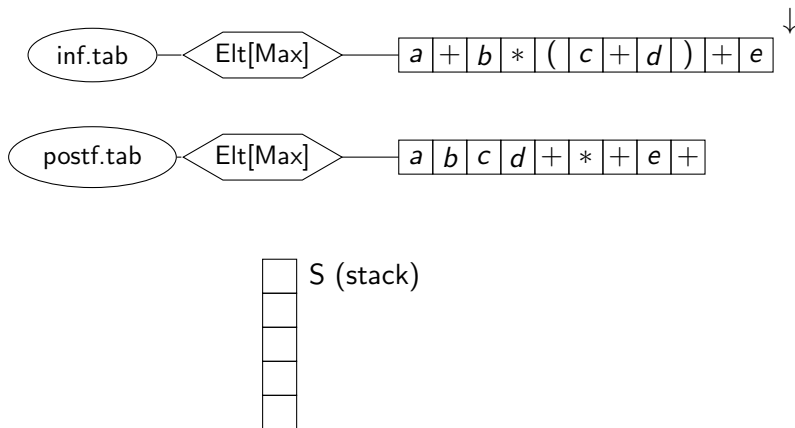 ↓
inf.tab Elt[Max] a + b * ( c + d ) + e
postf.tab Elt[Max] a b c d + * + e +
S (stack)